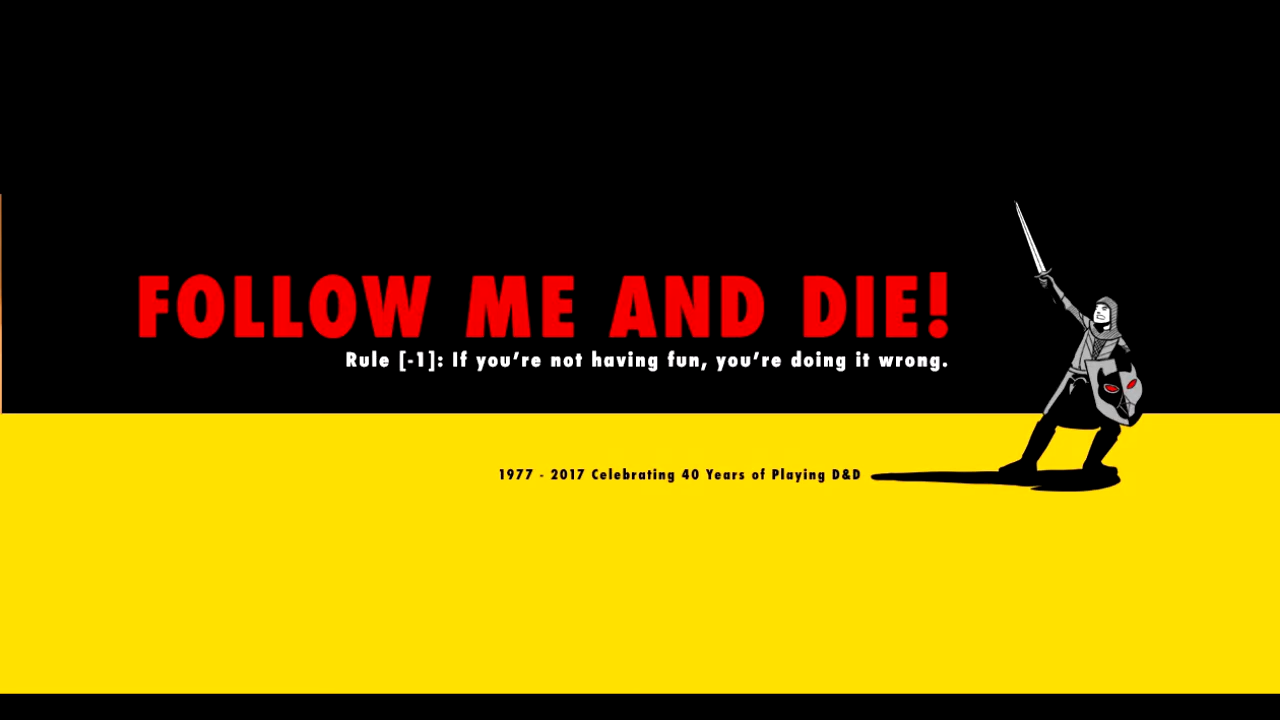 FOLLOW ME AND DIE!
Rule [-1]: If you’re not having fun, you’re doing it wrong.
1977 - 2017 Celebrating 40 Years of Playing D&D